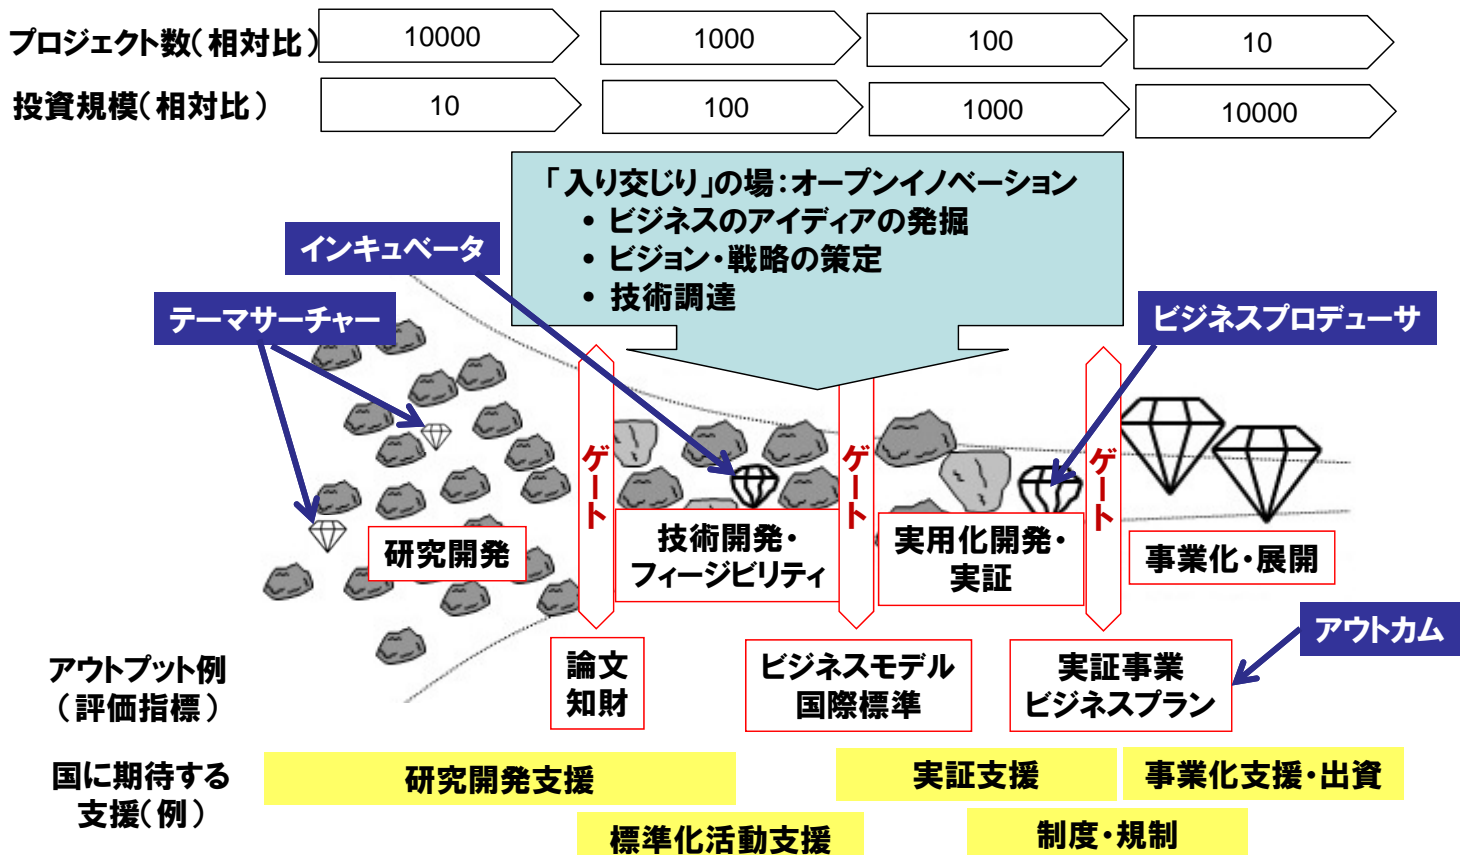 プロジェクト数(相対比)
10000
1000
100
10
投資規模(相対比)
10
100
1000
10000
「入り交じり」の場:オープンイノベーション
• ビジネスのアイディアの発掘
• ビジョン・戦略の策定
• 技術調達
インキュベータ
テーマサーチャー
ビジネスプロデューサ
ゲート
ゲート
ゲート
研究開発
技術開発・
フィージビリティ
実用化開発・
実証
事業化・展開
アウトカム
アウトプット例
(評価指標)
論文
知財
ビジネスモデル
国際標準
実証事業
ビジネスプラン
国に期待する
支援(例)
研究開発支援
実証支援
事業化支援・出資
標準化活動支援
制度・規制